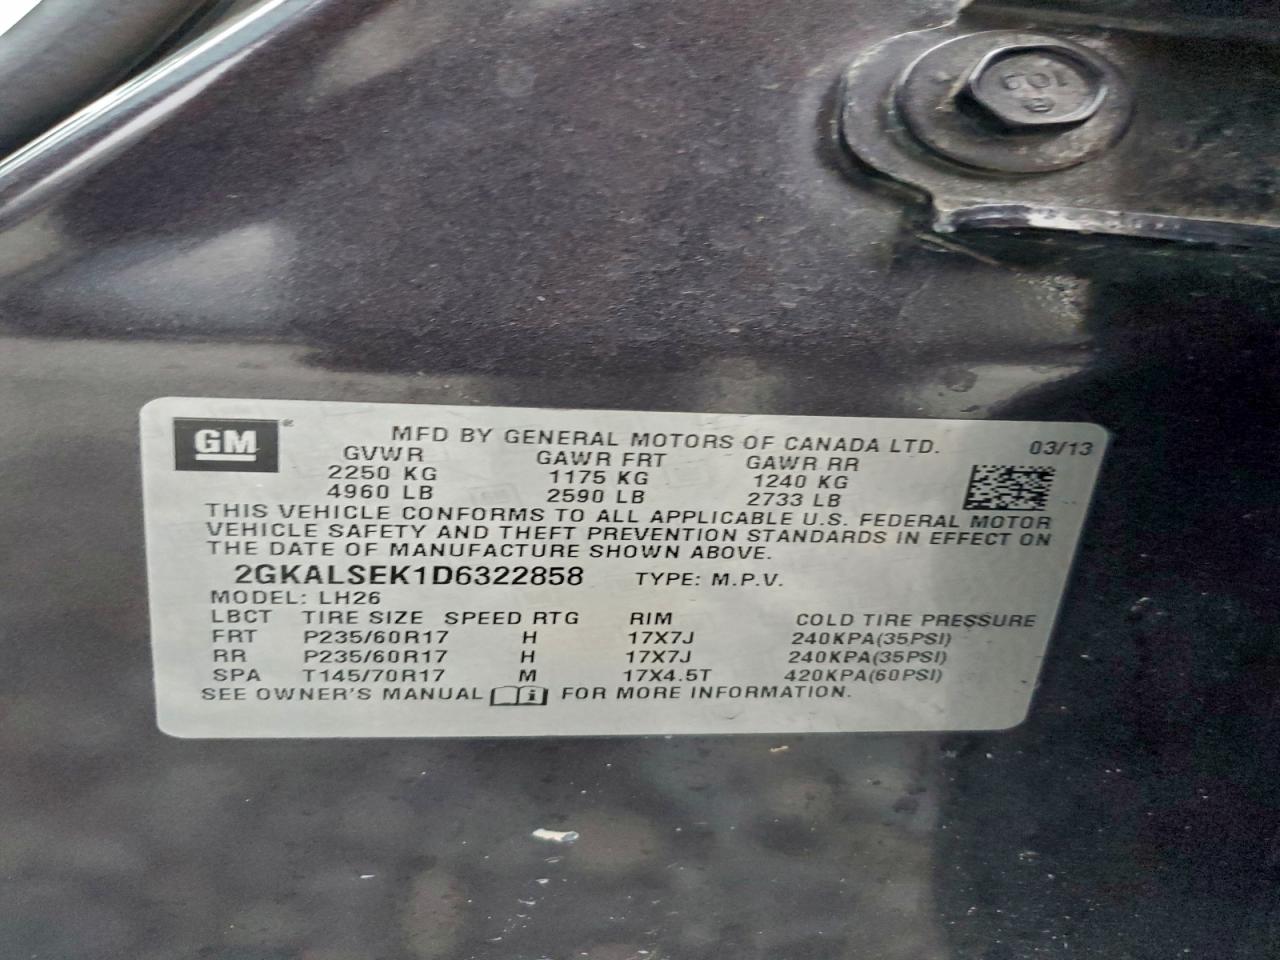 10.9
GM®
MFD BY GENERAL MOTORS OF CANADA LTD. 03/13
GVWR GAWR FRT GAWR RR
2250 KG 1175 KG 1240 KG
4960 LB 2590 LB 2733 LB
THIS VEHICLE CONFORMS TO ALL APPLICABLE U.S. FEDERAL MOTOR
VEHICLE SAFETY AND THEFT PREVENTION STANDARDS IN EFFECT ON
THE DATE OF MANUFACTURE SHOWN ABOVE.
2GKALSEK1D6322858 TYPE: M.P.V.
MODEL: LH26
LBCT TIRE SIZE SPEED RTG RIM COLD TIRE PRESSURE
FRT P235/60R17 H 17X7J 240KPA(35PSI)
RR P235/60R17 H 17X7J 240KPA(35PSI)
SPA T145/70R17 M 17X4.5T 420KPA(60PSI)
SEE OWNER'S MANUAL i FOR MORE INFORMATION.